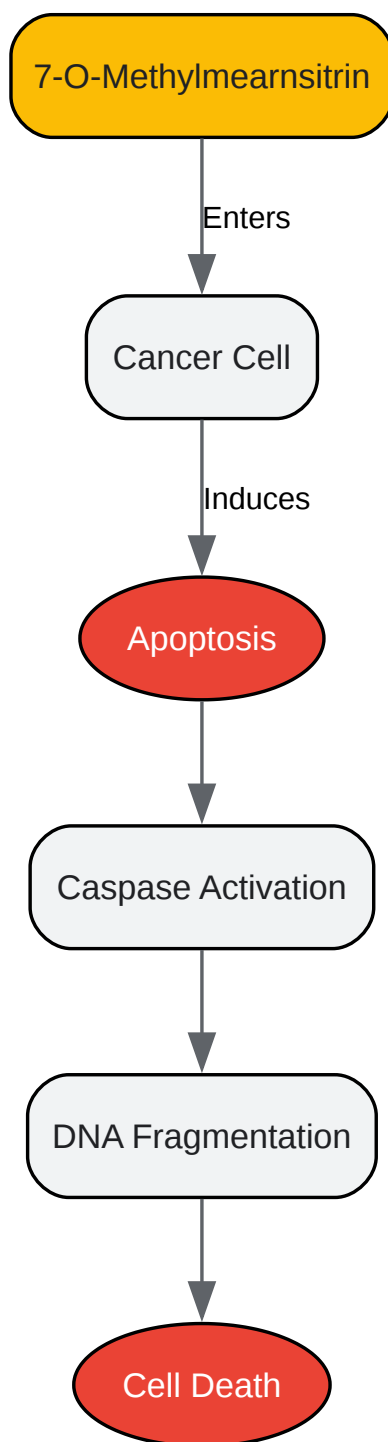 7-O-Methylmearnsitrin
Enters
Cancer Cell
Induces
Apoptosis
Caspase Activation
DNA Fragmentation
Cell Death